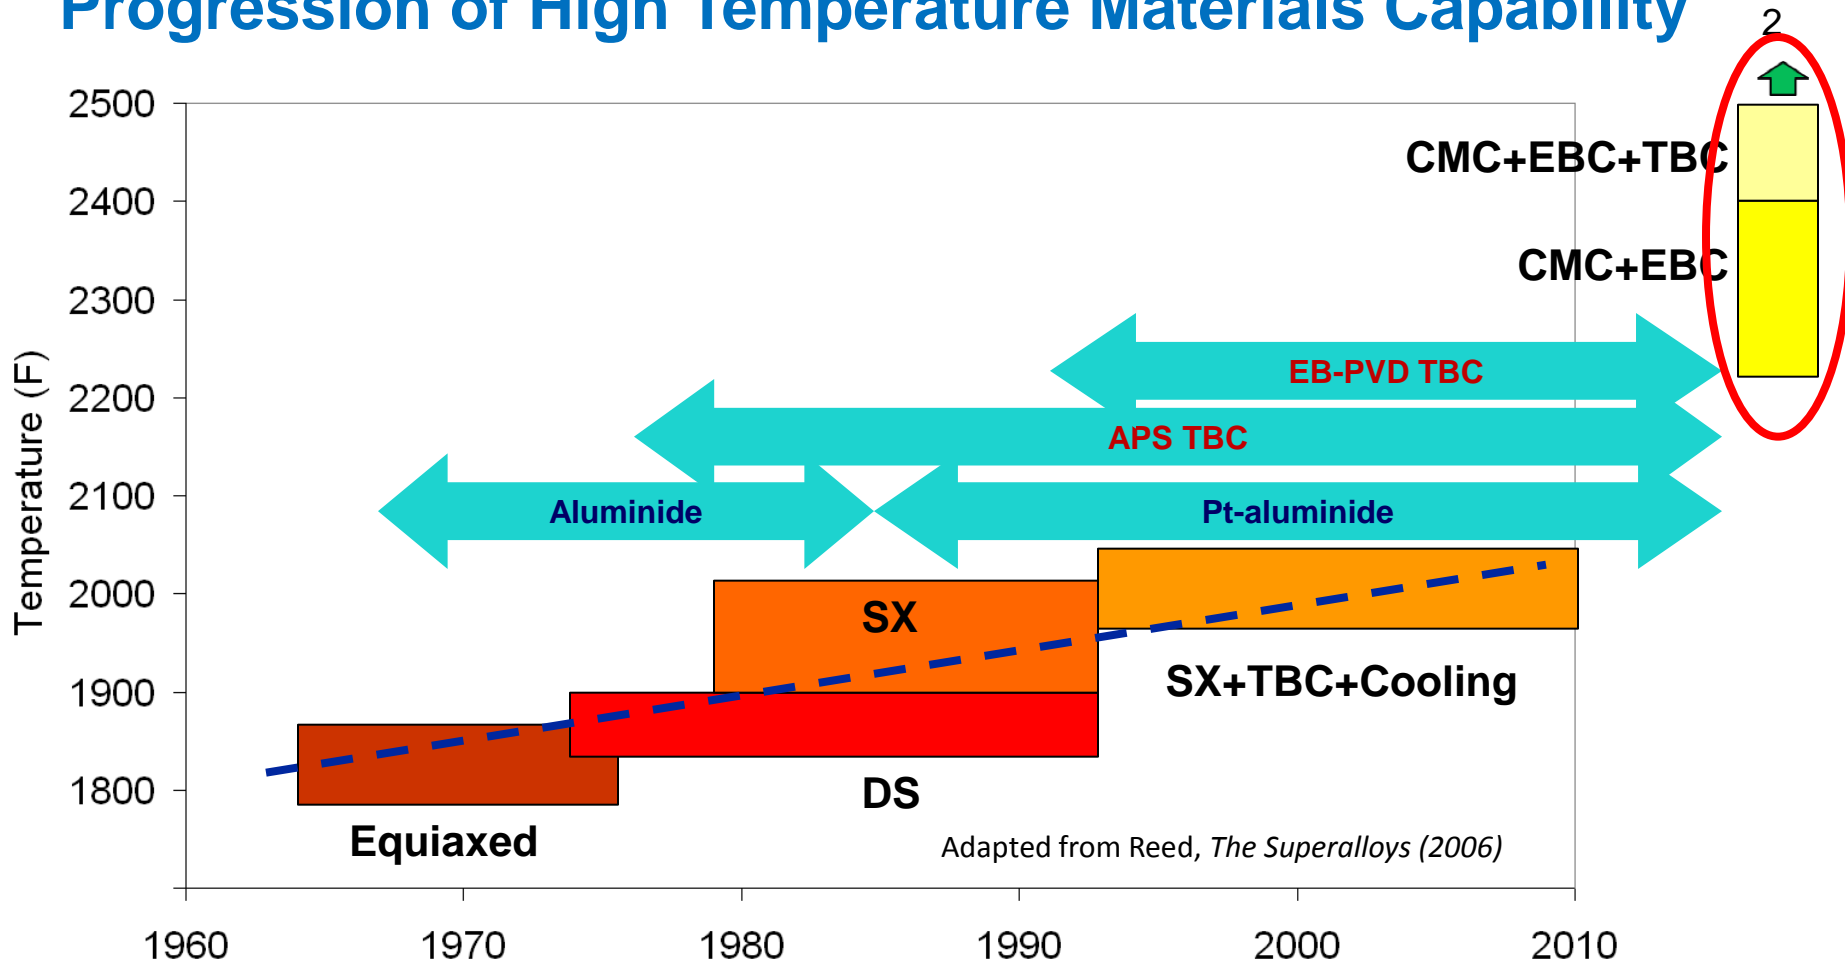 Progression of High Temperature Materials Capability
2
2500
CMC+EBC+TBC
2400
CMC+EBC
2300
EB-PVD TBC
2200
APS TBC
2100
Aluminide
Pt-aluminide
2000
SX
1900
SX+TBC+Cooling
1800
DS
Equiaxed
Adapted from Reed, The Superalloys (2006)
Temperature (F)
1960 1970 1980 1990 2000 2010